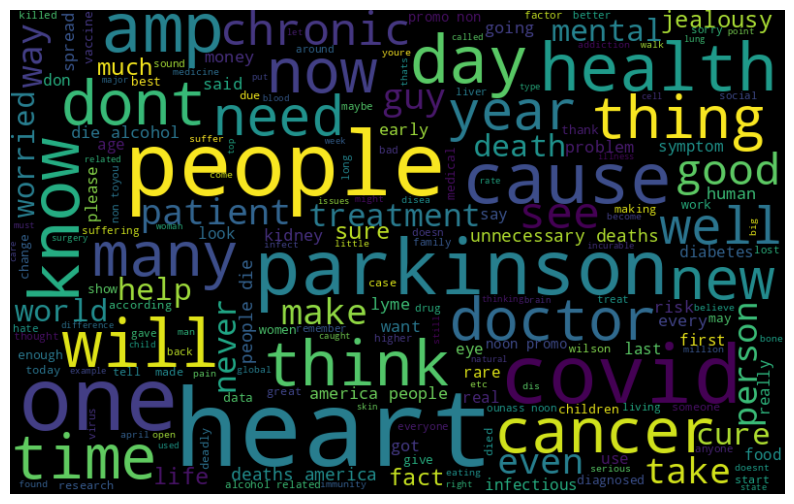 killed
way
spread
vaccine
amp
chronic
promo non
factor
better
going
mental
sorry
point
jealousy
let
around
youre
called
addiction
walk
lung
money
now
day
health
much
sound
don
best
medicine
said
major
put
thats
type
cell
social
worried
dont
need
due
blood
guy
year
thing
maybe
liver
early
thank
illness
die alcohol
age
related
suffer
top
week
long
bad
medical
death
problem
symptom
know
please
people
cause
good
come
issues
might
disea
rate
become
making
human
work
non toyou
patient
treatment
see
say
well
suffering
woman
look
kidney
sure
doesn
unnecessary deaths
big
must
care
surgery
change
many
infect
little
family
incurable
diabetes
lost
show
according
parkinson
new
world
help
people die
case
hate
difference
gave
man
make
lyme
drug
thinking
brain
treat
doctor
risk
every
may
believe
bone
thought
child
never
women
remember
want
still
million
enough
will
back
think
caught
higher
eye
noon promo
wilson
last
first
person
really
today
tell
made
pain
global
america people
rare
natural
example
data
real
etc
dis
covid
one
great
skin
ounass noon
living
someone
deadly
everyone
heart
children
virus
april
open
died
cancer
cure
time
got
anyone
food
life
deaths america
fact
give
eating
even
use
take
doesnt
found
research
used
alcohol related
immunity
right
infectious
serious
diagnosed
start
state